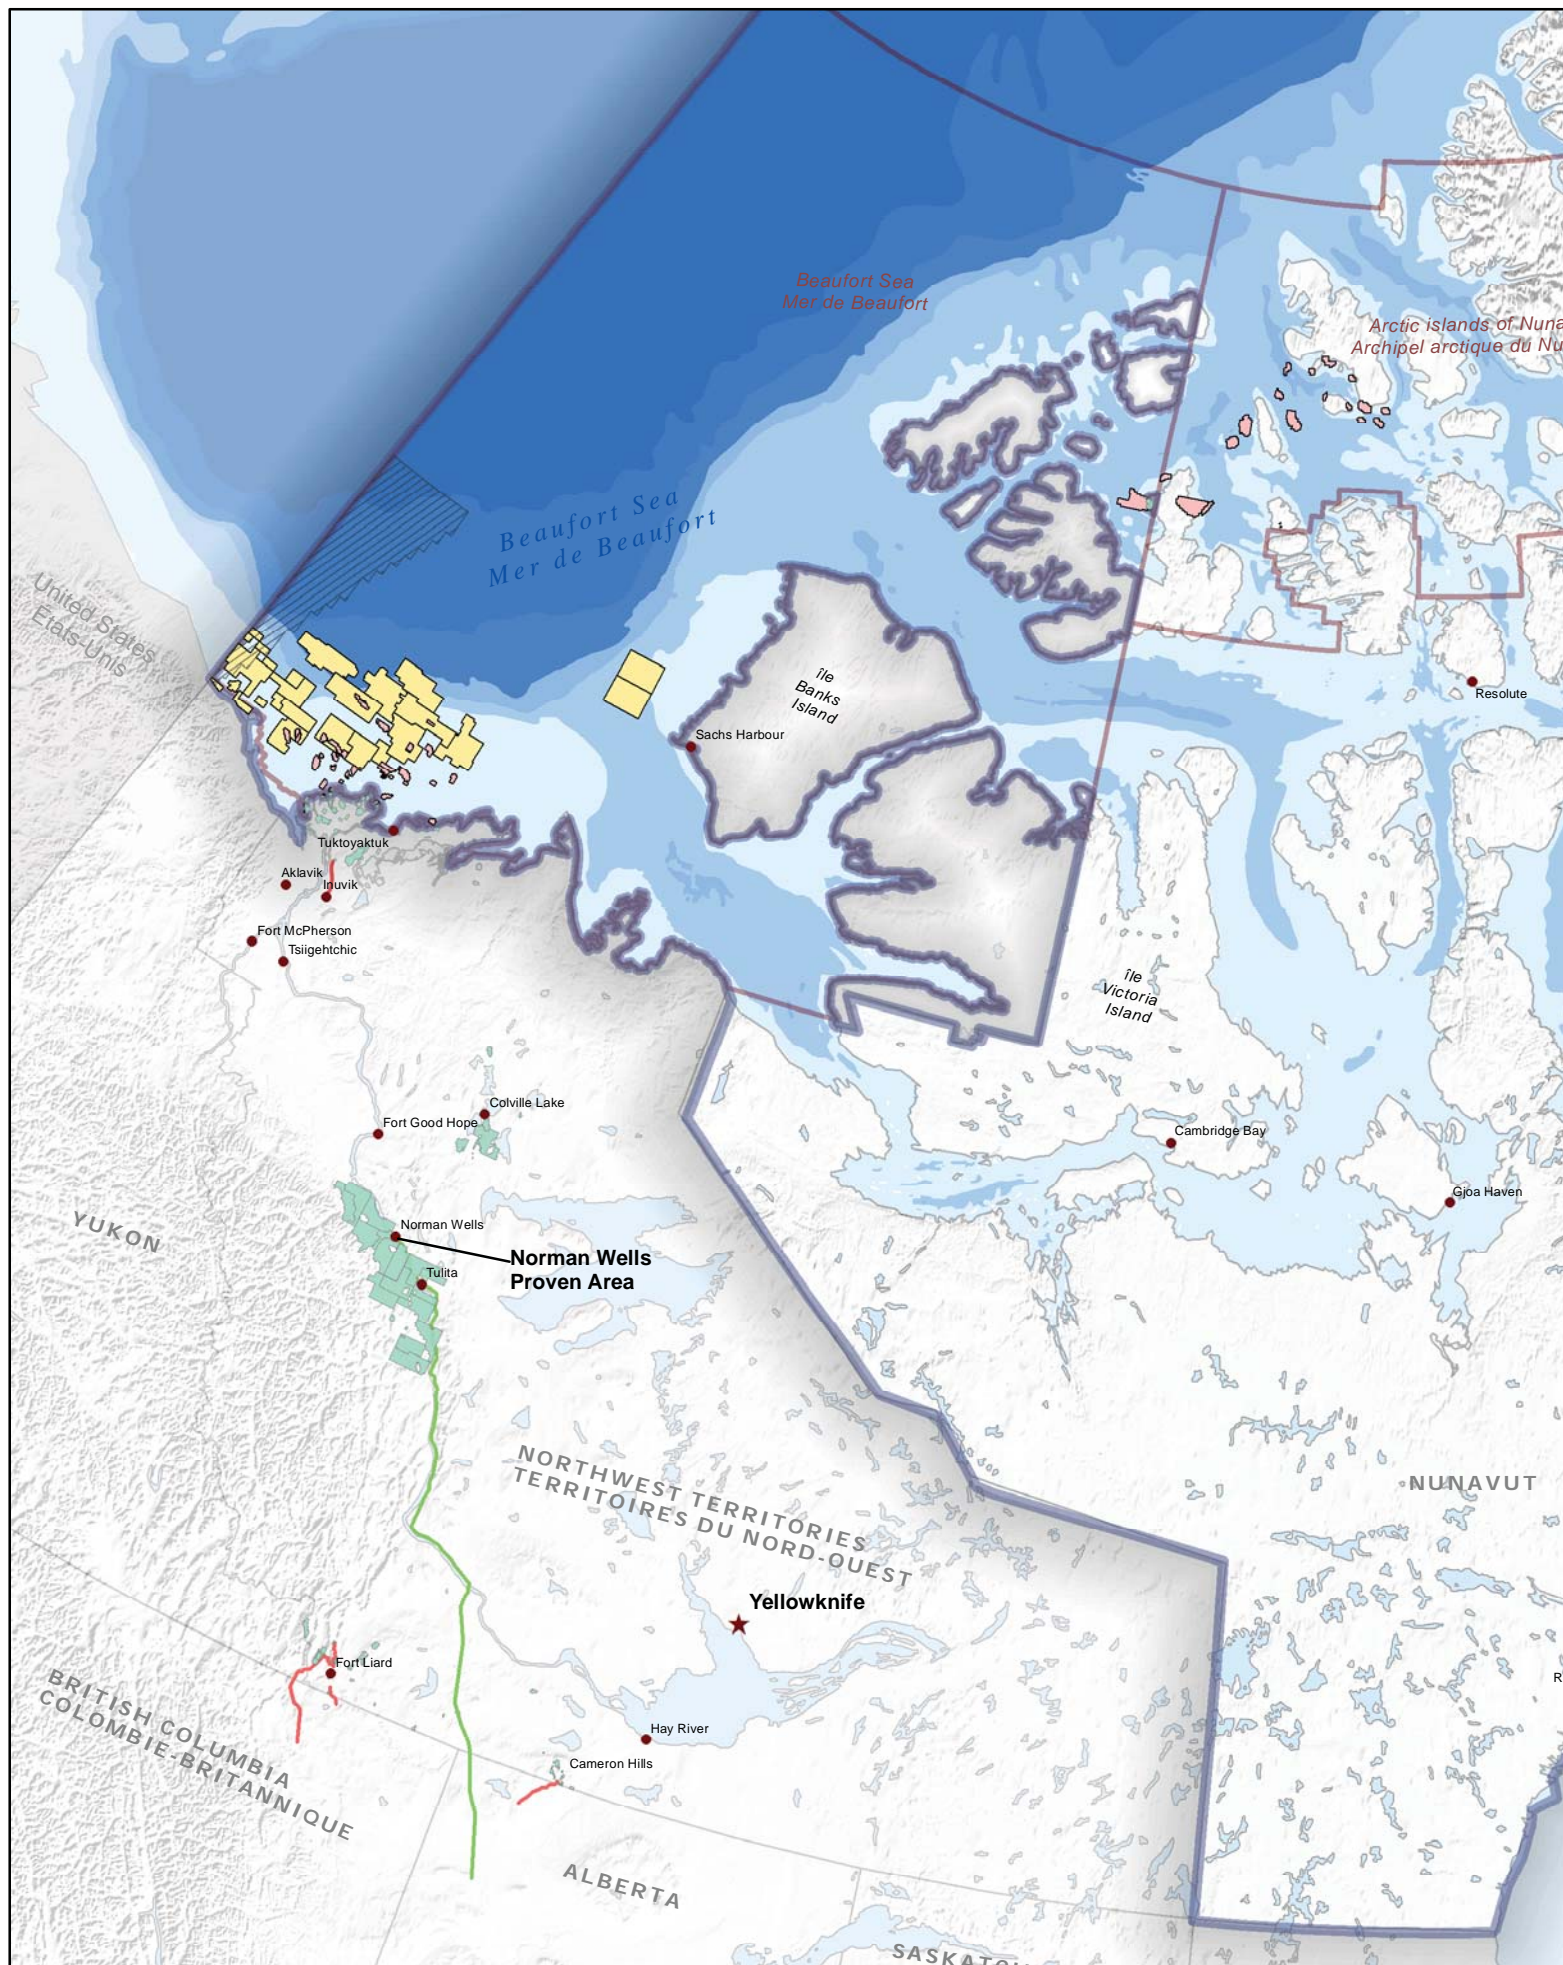 Beaufort Sea
Mer de Beaufort
Arctic islands of Nuna
Archipel arctique du Nu
Beaufort Sea
Mer de Beaufort
United States
États-Unis
île
Banks
Island
Resolute
Sachs Harbour
Tuktoyaktuk
Aklavik
Inuvik
Fort McPherson
Tsiigehtchic
île
Victoria
Island
Colville Lake
Fort Good Hope
Cambridge Bay
Gjoa Haven
YUKON
Norman Wells
Norman Wells
Proven Area
Tulita
NORTHWEST TERRITORIES
TERRITOIRES DU NORD-OUEST
NUNAVUT
Yellowknife
Fort Liard
R
BRITISH COLUMBIA
COLOMBIE-BRITANNIQUE
Hay River
Cameron Hills
ALBERTA
SASKATCH